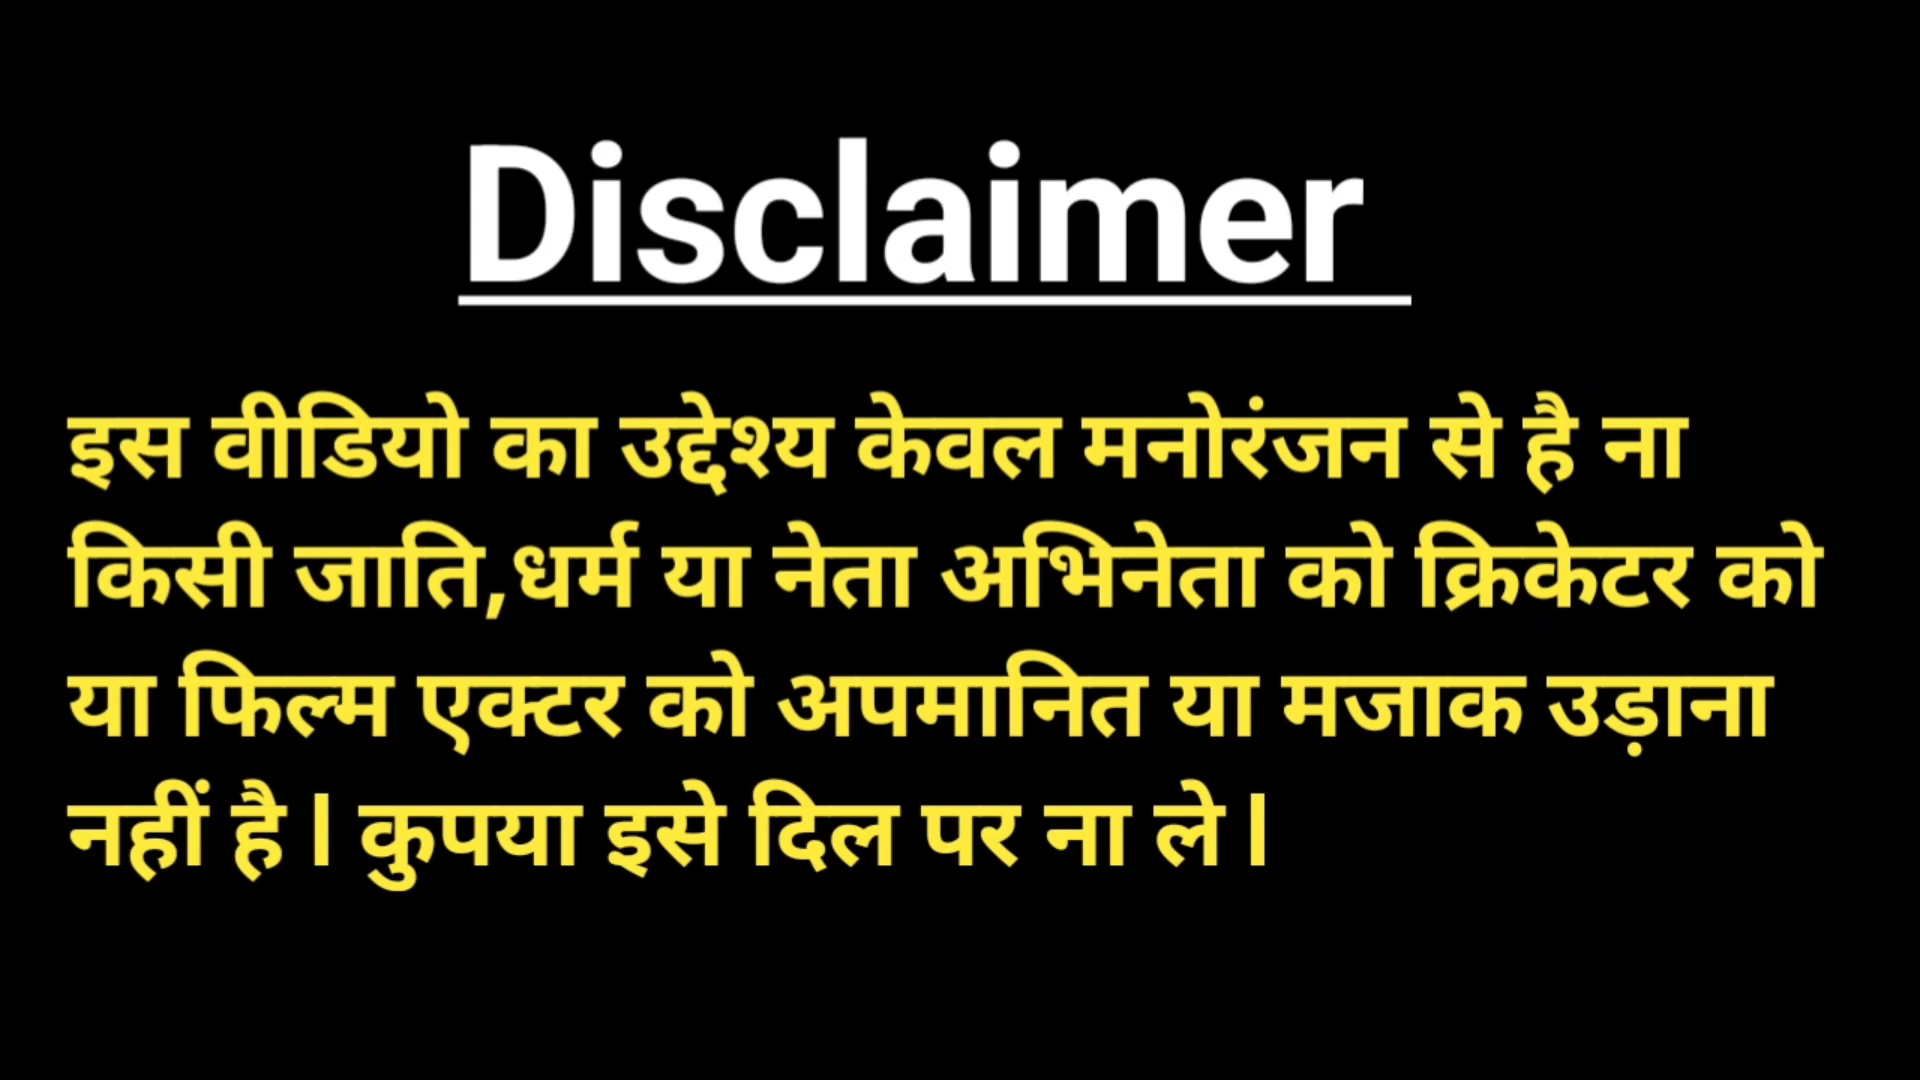 Disclaimer
इस वीडियो का उद्देश्य केवल मनोरंजन से है ना
किसी जाति,धर्म या नेता अभिनेता को क्रिकेटर को
या फिल्म एक्टर को अपमानित या मजाक उड़ाना
नहीं है l कुपया इसे दिल पर ना ले l